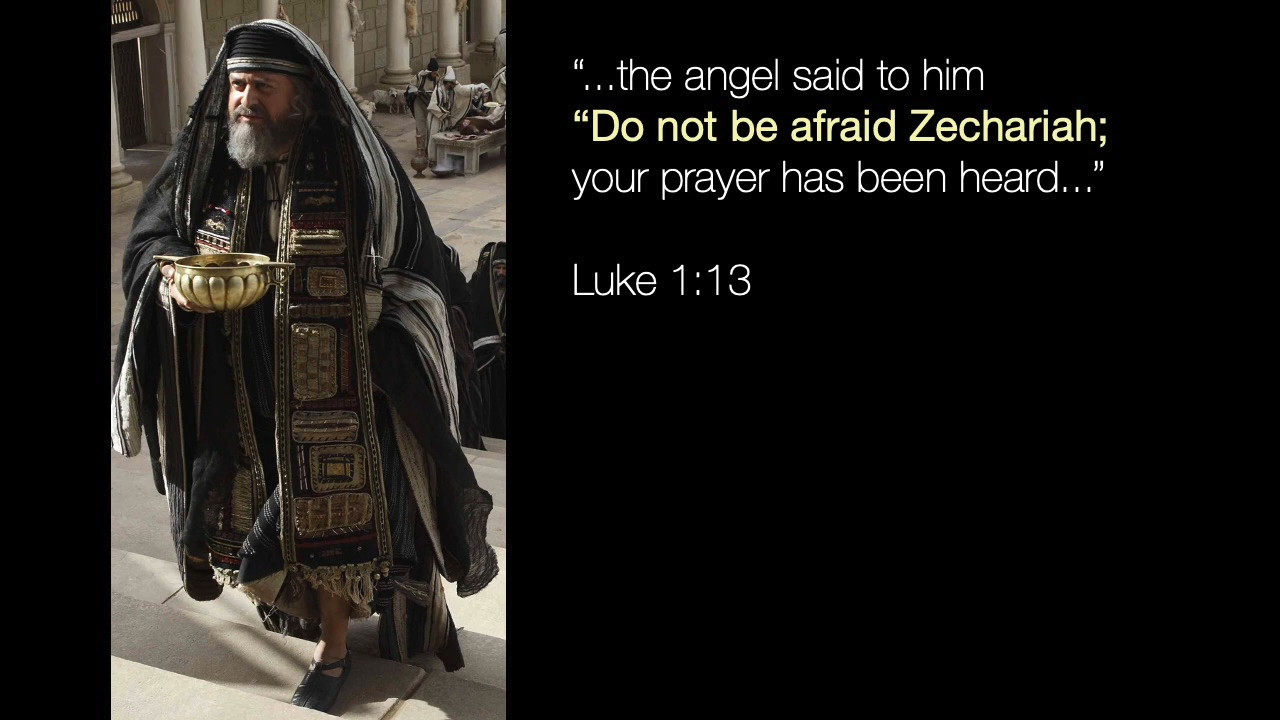 “...the angel said to him
“Do not be afraid Zechariah;
your prayer has been heard...”
Luke 1:13